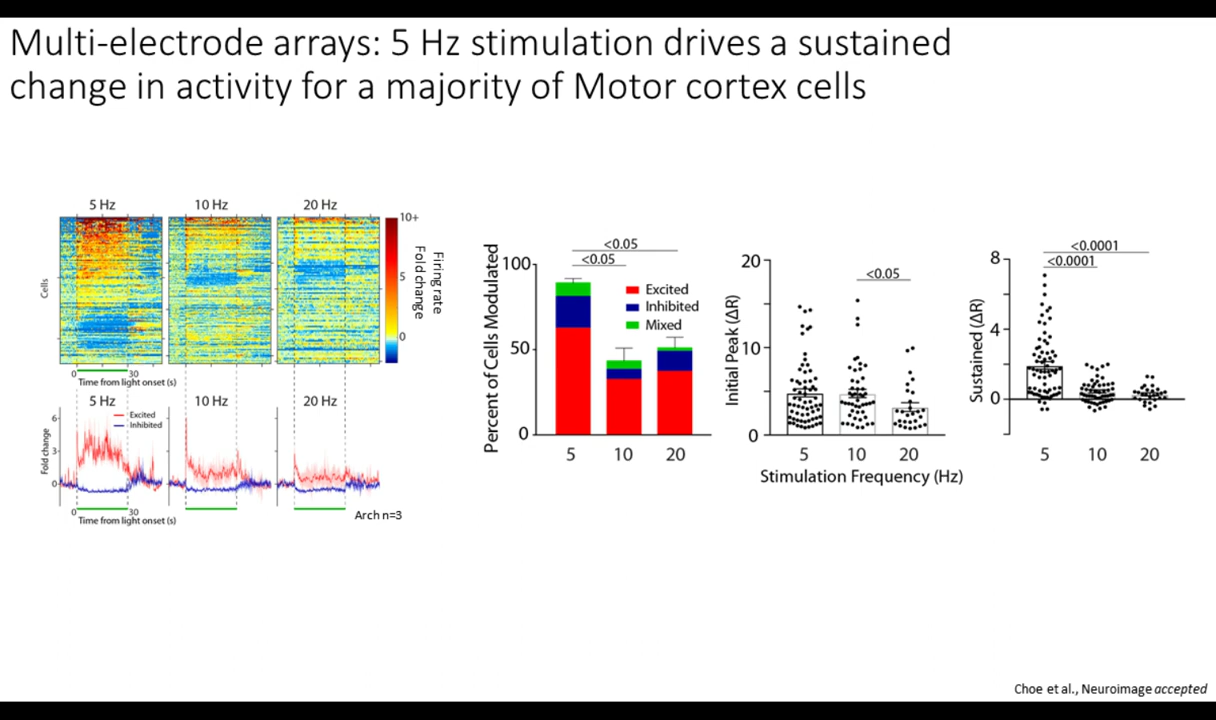 Multi-electrode arrays: 5 Hz stimulation drives a sustained
change in activity for a majority of Motor cortex cells
5 Hz
10 Hz
20 Hz
10+
5
0
Firing rate
Fold change
Cells
0
30
Time from light onset (s)
5 Hz
10 Hz
20 Hz
Excited
Inhibited
6
3
0
Fold change
0
30
Time from light onset (s)
Arch n=3
Percent of Cells Modulated
100
50
0
<0.05
<0.05
Excited
Inhibited
Mixed
5
10
20
Initial Peak (ΔR)
20
10
0
<0.05
5
10
20
Stimulation Frequency (Hz)
Sustained (ΔR)
8
4
0
<0.0001
<0.0001
5
10
20
Choe et al., Neuroimage accepted